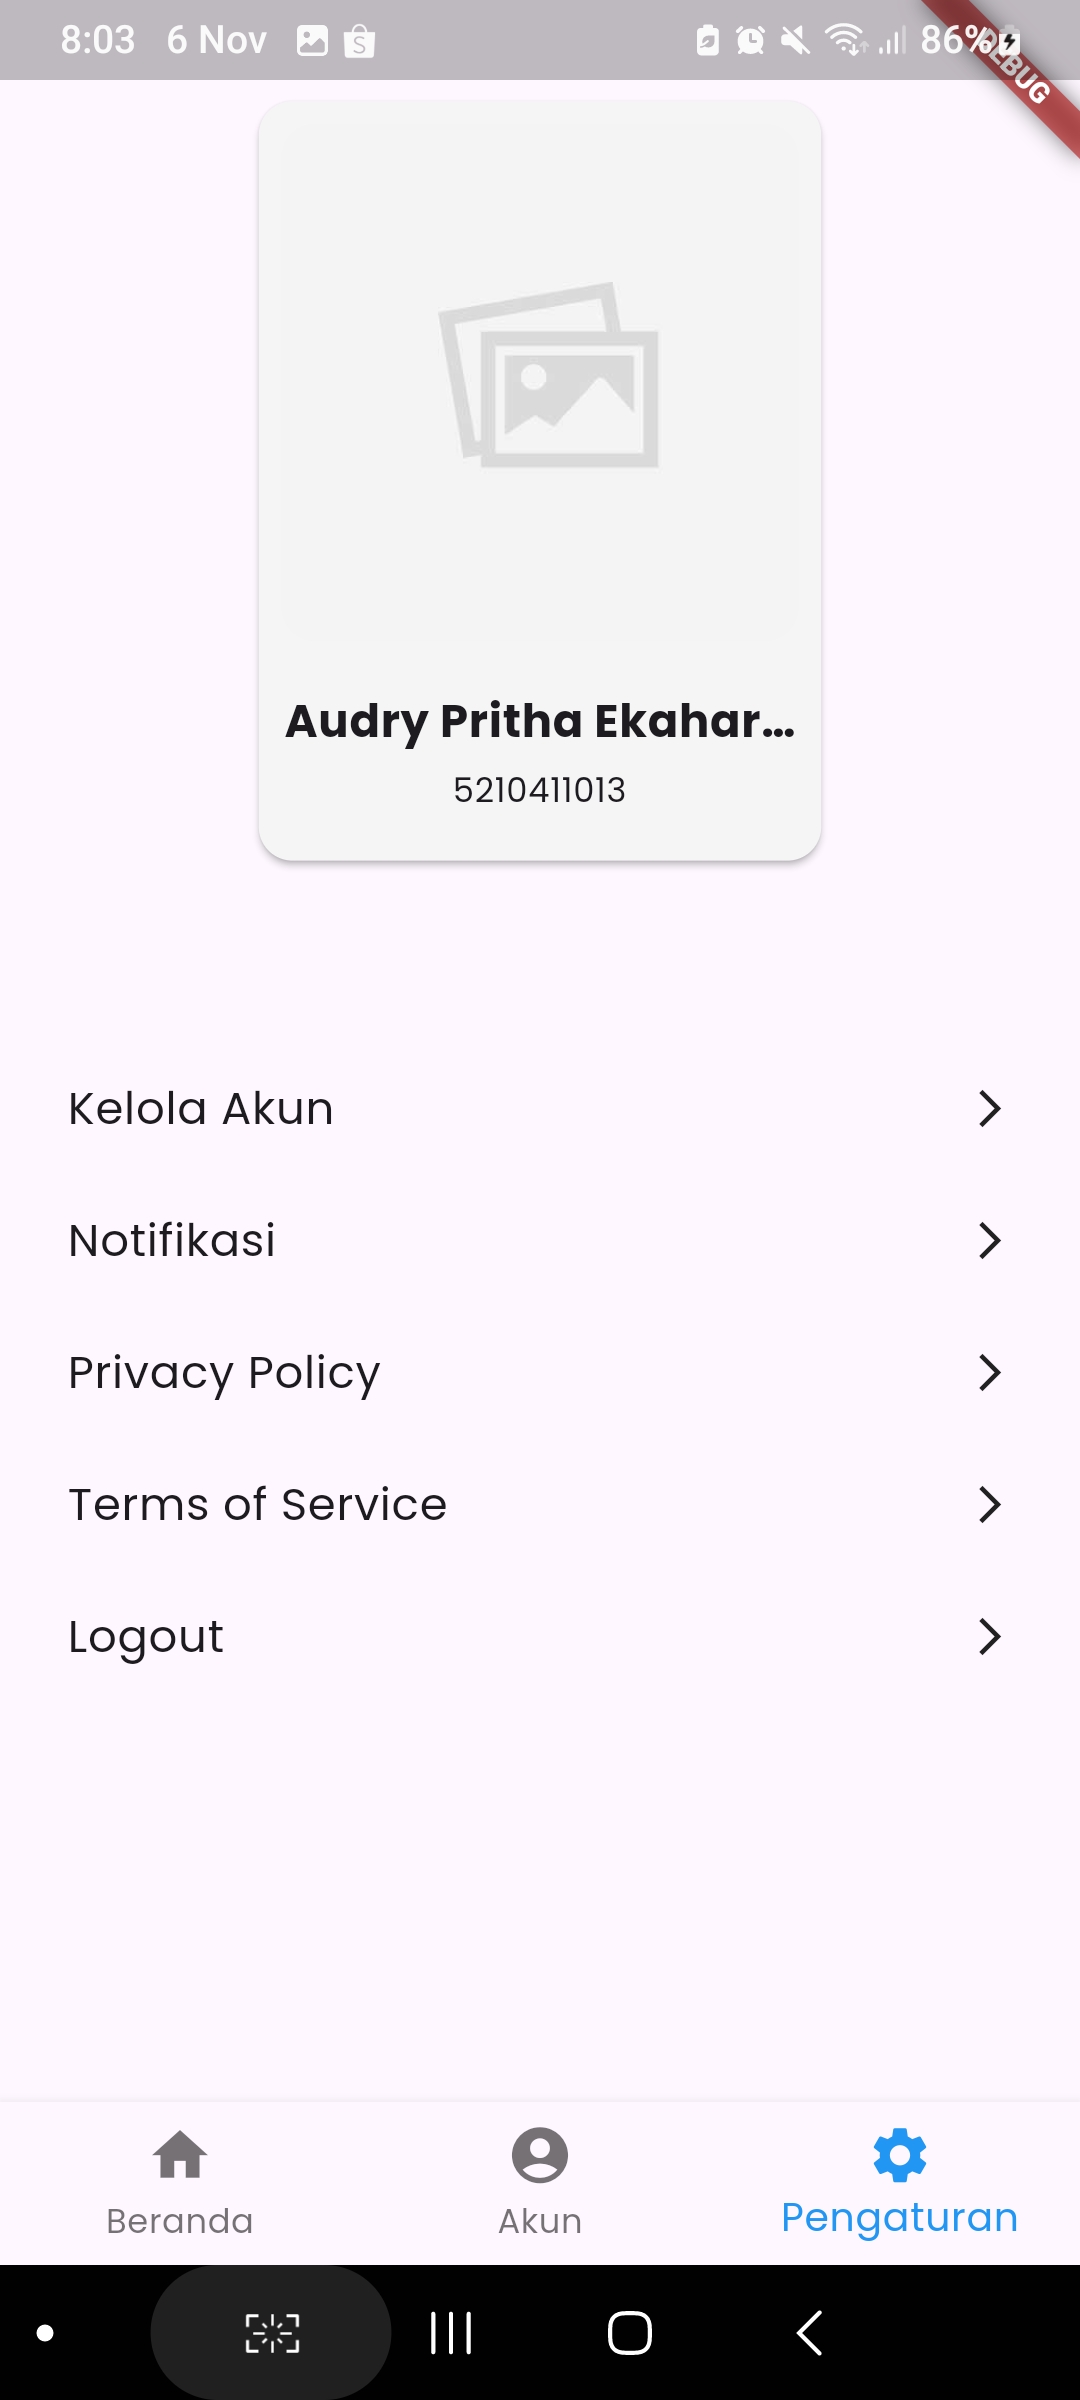 8:03 6 Nov 86%
DEBUG
Audry Pritha Ekahar...
5210411013
Kelola Akun
Notifikasi
Privacy Policy
Terms of Service
Logout
Beranda Akun Pengaturan